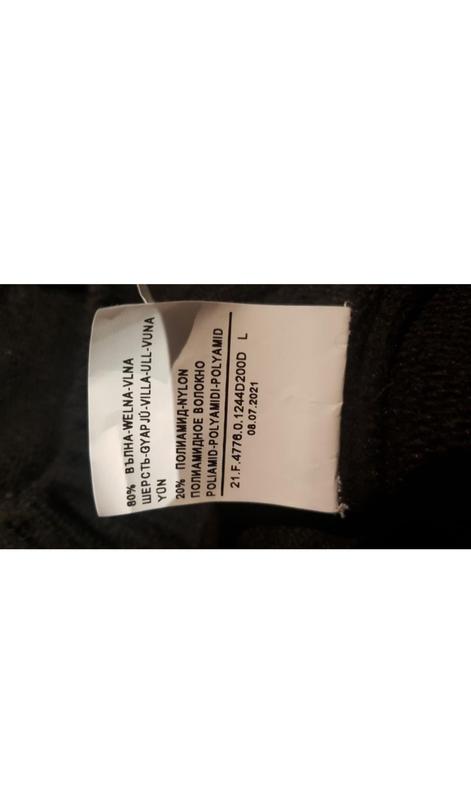 80% ВЪЛНА-WELNA-VLNA
ШЕРСТЬ-GYAPJÚ-VILLA-ULL-VUNA
YÜN
20% ПОЛИАМИД-NYLON
ПОЛИАМИДНОЕ ВОЛОКНО
POLIAMID-POLYAMIDI-POLYAMID
21.F.4776.0.1244D200D L
08.07.2021